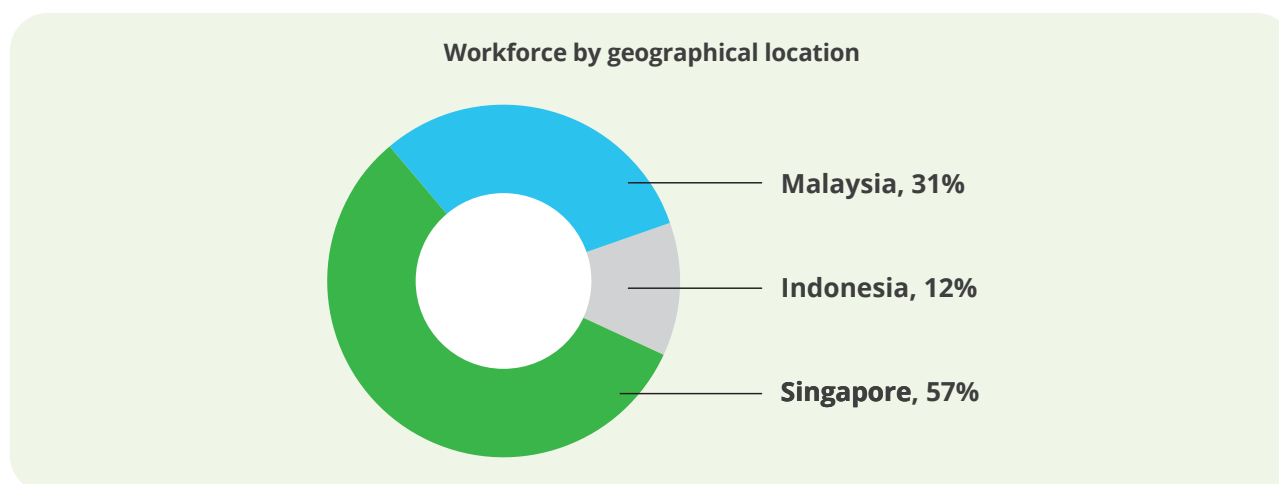 Workforce by geographical location
Malaysia, 31%
Indonesia, 12%
Singapore, 57%